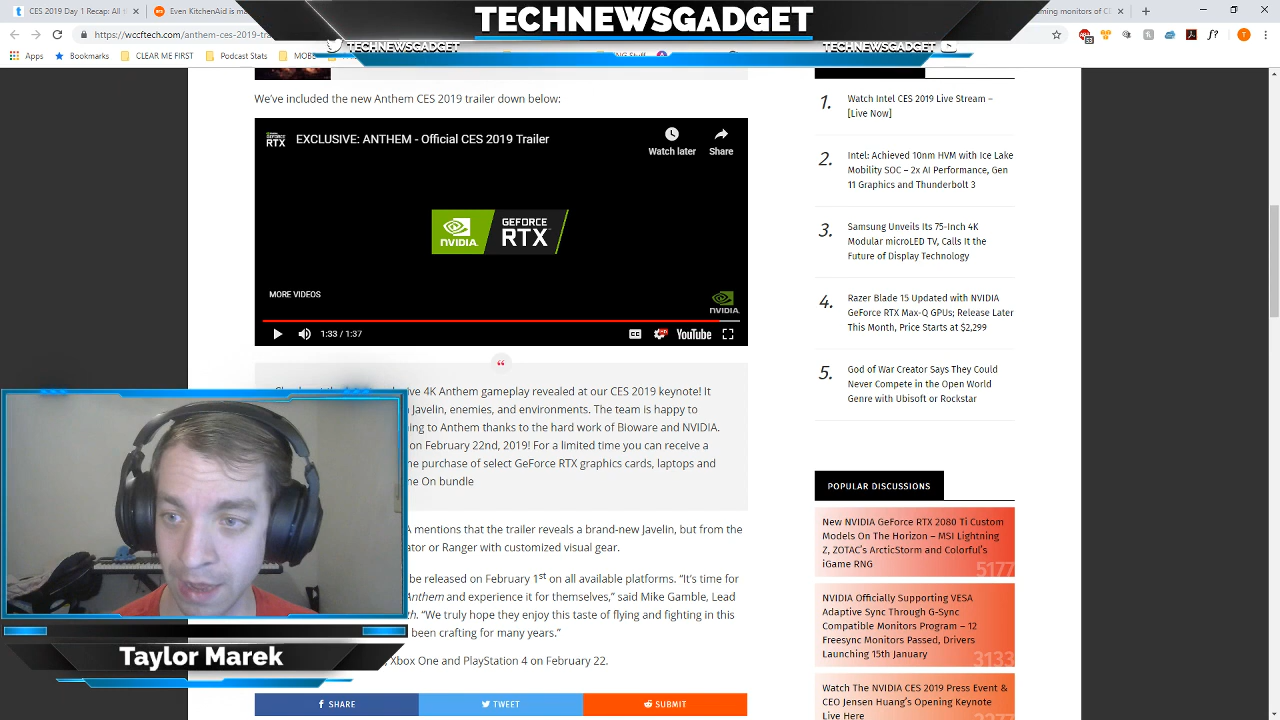 TECHNEWSGADGET
CES 2019 Day 1 Recap: All t
Even KitchenAid is ma
https://wccftech.com/anthem-ces-2019-tra
TECHNEWSGADGET
TECHNEWSGADGET
Apps
Bookmarks
CLEAR ME FIRST
Podcast Stats
We've included the new Anthem CES 2019 trailer down below:
GEFORCE RTX
EXCLUSIVE: ANTHEM - Official CES 2019 Trailer
Watch later
Share
NVIDIA
GEFORCE
RTX
MORE VIDEOS
NVIDIA.
1:33 / 1:37
CC
YouTube
ive 4K Anthem gameplay revealed at our CES 2019 keynote! It
Javelin, enemies, and environments. The team is happy to
ning to Anthem thanks to the hard work of Bioware and NVIDIA.
on February 22nd, 2019! For a limited time you can receive a
he purchase of select GeForce RTX graphics cards, laptops and
me On bundle
A mentions that the trailer reveals a brand-new Javelin, but from the
ator or Ranger with customized visual gear.
be released on February 1st on all available platforms. "It's time for
Anthem and experience it for themselves," said Mike Gamble, Lead
th. "We truly hope they enjoy this taste of flying and fighting in this
been crafting for many years."
, Xbox One and PlayStation 4 on February 22.
SHARE
TWEET
SUBMIT
Taylor Marek
1. Watch Intel CES 2019 Live Stream –
[Live Now]
2. Intel: Achieved 10nm HVM with Ice Lake
Mobility SOC – 2x AI Performance, Gen
11 Graphics and Thunderbolt 3
3. Samsung Unveils Its 75-Inch 4K
Modular microLED TV, Calls It the
Future of Display Technology
4. Razer Blade 15 Updated with NVIDIA
GeForce RTX Max-Q GPUs; Release Later
This Month, Price Starts at $2,299
5. God of War Creator Says They Could
Never Compete in the Open World
Genre with Ubisoft or Rockstar
POPULAR DISCUSSIONS
New NVIDIA GeForce RTX 2080 Ti Custom
Models On The Horizon – MSI Lightning
Z, ZOTAC's ArcticStorm and Colorful's
iGame RNG
5177
NVIDIA Officially Supporting VESA
Adaptive Sync Through G-Sync
Compatible Monitors Program – 12
Freesync Monitors Passed, Drivers
Launching 15th January
3133
Watch The NVIDIA CES 2019 Press Event &
CEO Jensen Huang's Opening Keynote
Live Here